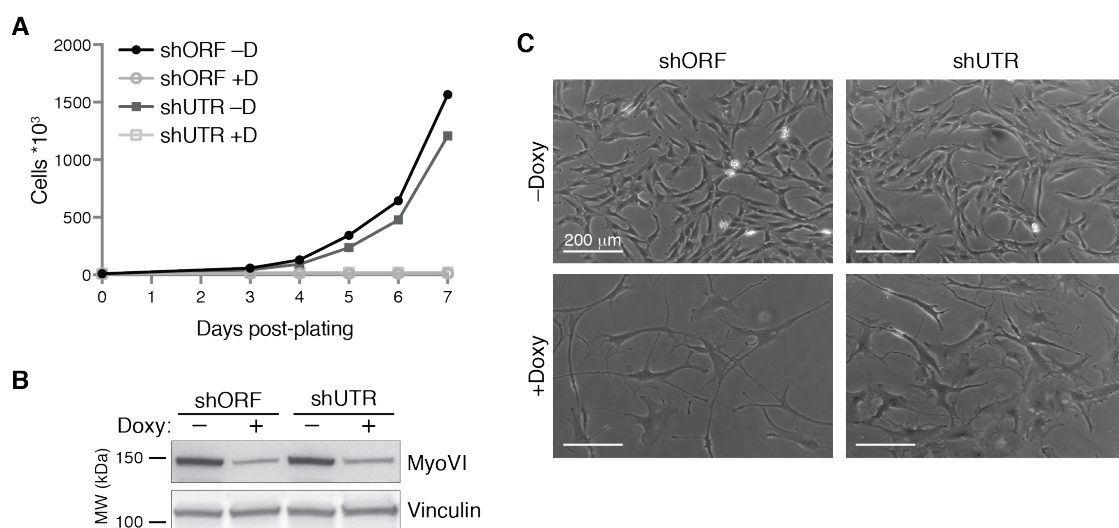 A
2000
1500
1000
500
0
Cells *10³
shORF –D
shORF +D
shUTR –D
shUTR +D
0 1 2 3 4 5 6 7
Days post-plating
B
shORF shUTR
Doxy: – + – +
MW (kDa)
150
MyoVI
100
Vinculin
C
shORF shUTR
–Doxy
200 μm
+Doxy